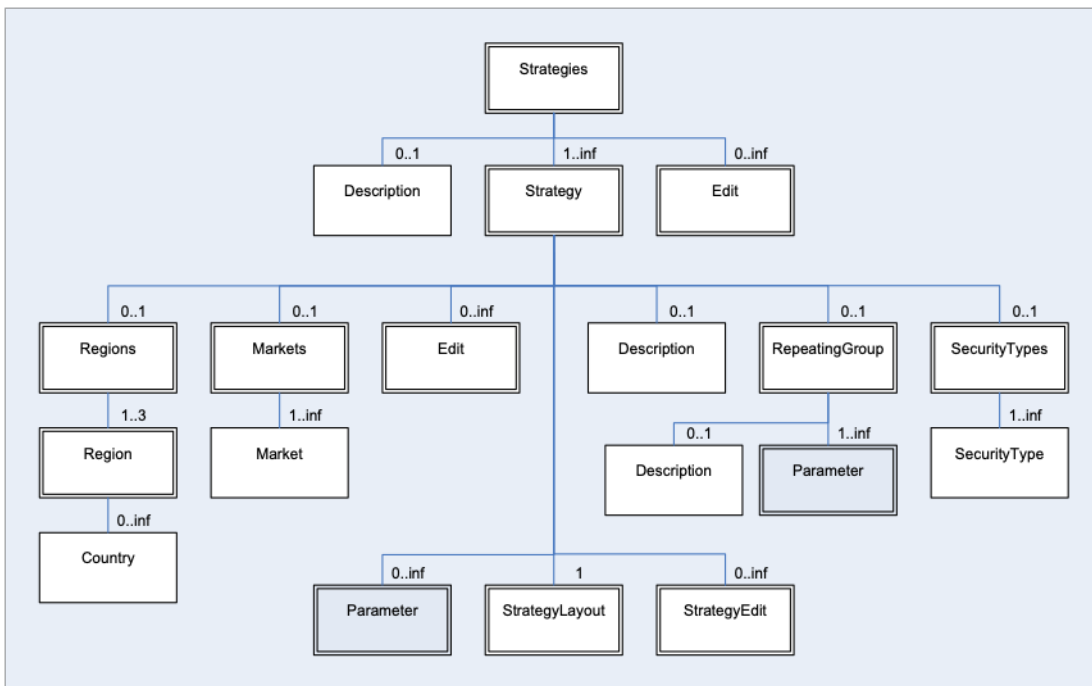 Strategies
0..1
1..inf
0..inf
Description
Strategy
Edit
0..1
0..1
0..inf
0..1
0..1
0..1
Regions
Markets
Edit
Description
RepeatingGroup
SecurityTypes
1..3
1..inf
0..1
1..inf
1..inf
Region
Market
Description
Parameter
SecurityType
0..inf
Country
0..inf
1
0..inf
Parameter
StrategyLayout
StrategyEdit